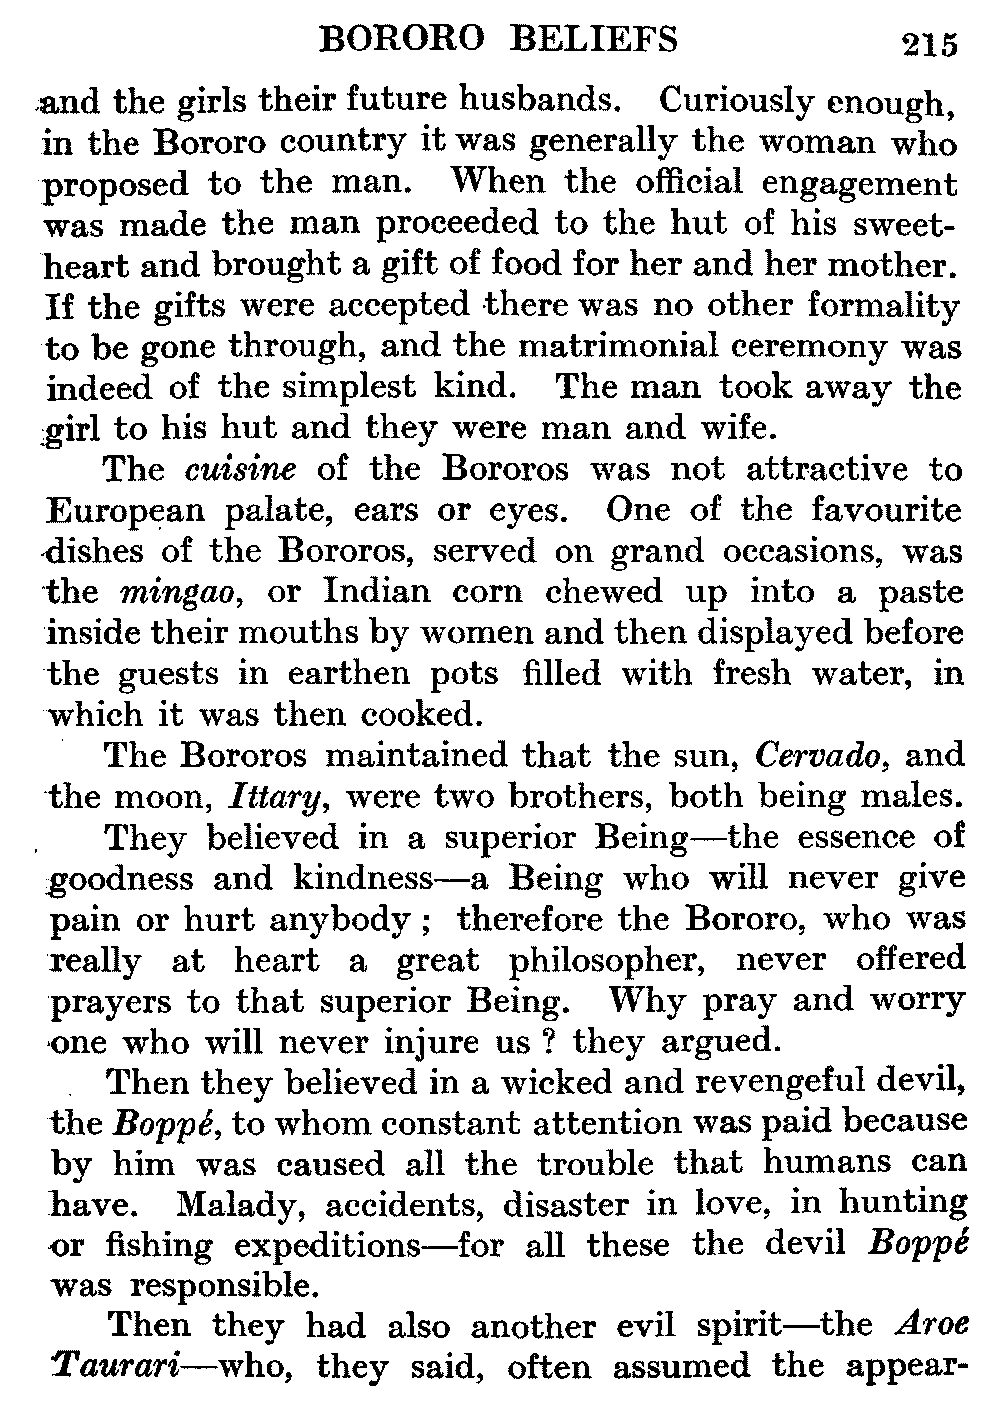 BORORO BELIEFS 215
and the girls their future husbands. Curiously enough,
in the Bororo country it was generally the woman who
proposed to the man. When the official engagement
was made the man proceeded to the hut of his sweet-
heart and brought a gift of food for her and her mother.
If the gifts were accepted there was no other formality
to be gone through, and the matrimonial ceremony was
indeed of the simplest kind. The man took away the
girl to his hut and they were man and wife.
The cuisine of the Bororos was not attractive to
European palate, ears or eyes. One of the favourite
dishes of the Bororos, served on grand occasions, was
the mingao, or Indian corn chewed up into a paste
inside their mouths by women and then displayed before
the guests in earthen pots filled with fresh water, in
which it was then cooked.
The Bororos maintained that the sun, Cervado, and
the moon, Ittary, were two brothers, both being males.
They believed in a superior Being—the essence of
goodness and kindness—a Being who will never give
pain or hurt anybody ; therefore the Bororo, who was
really at heart a great philosopher, never offered
prayers to that superior Being. Why pray and worry
one who will never injure us ? they argued.
Then they believed in a wicked and revengeful devil,
the Boppé, to whom constant attention was paid because
by him was caused all the trouble that humans can
have. Malady, accidents, disaster in love, in hunting
or fishing expeditions—for all these the devil Boppé
was responsible.
Then they had also another evil spirit—the Aroe
Taurari—who, they said, often assumed the appear-